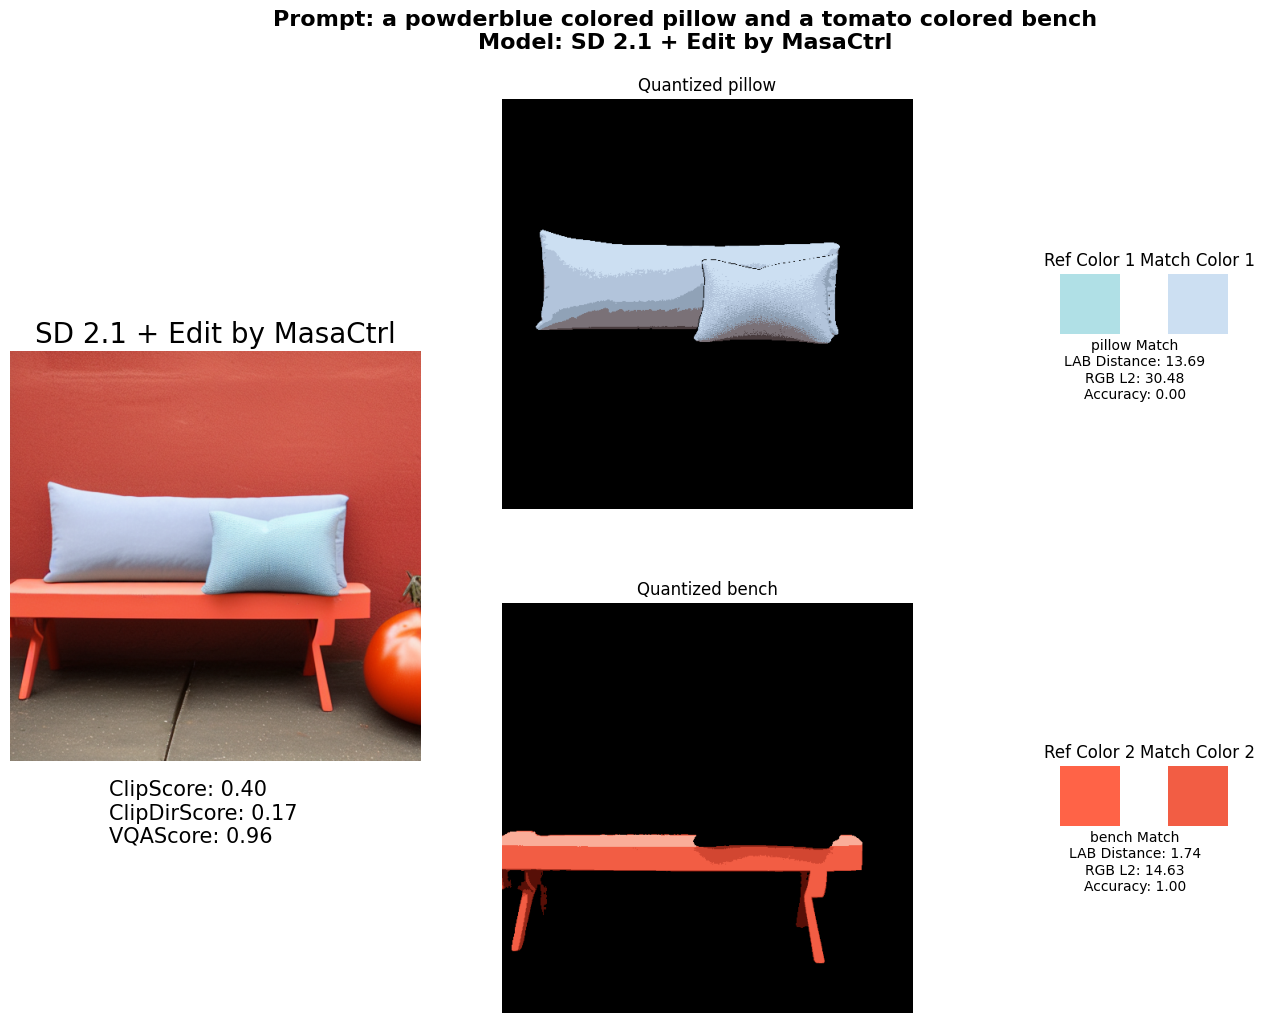 Prompt: a powderblue colored pillow and a tomato colored bench
Model: SD 2.1 + Edit by MasaCtrl
SD 2.1 + Edit by MasaCtrl
ClipScore: 0.40
ClipDirScore: 0.17
VQAScore: 0.96
Quantized pillow
Ref Color 1 Match Color 1
pillow Match
LAB Distance: 13.69
RGB L2: 30.48
Accuracy: 0.00
Quantized bench
Ref Color 2 Match Color 2
bench Match
LAB Distance: 1.74
RGB L2: 14.63
Accuracy: 1.00